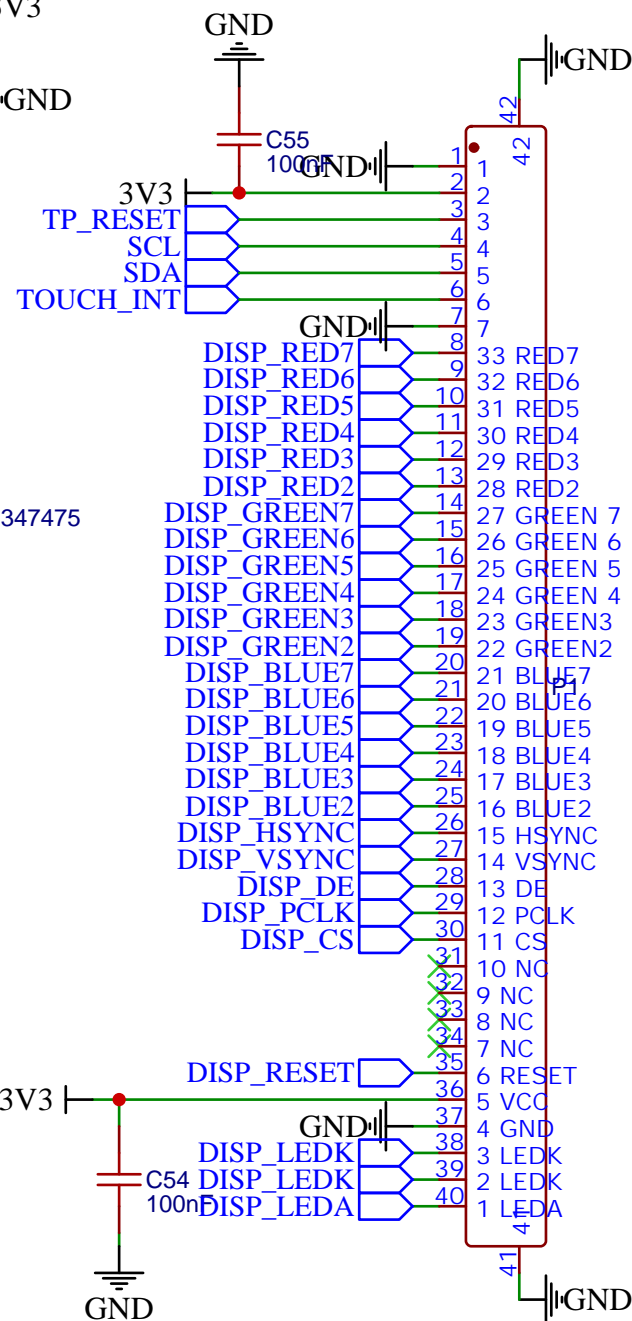 3V3
GND
GND
GND
42
42
C55
100nF
GND
1
1
3V3
2
2
TP_RESET
3
3
SCL
4
4
SDA
5
5
TOUCH_INT
6
6
GND
7
7
DISP_RED7
8
33 RED7
DISP_RED6
9
32 RED6
DISP_RED5
10
31 RED5
DISP_RED4
11
30 RED4
DISP_RED3
12
29 RED3
DISP_RED2
13
28 RED2
347475
DISP_GREEN7
14
27 GREEN 7
DISP_GREEN6
15
26 GREEN 6
DISP_GREEN5
16
25 GREEN 5
DISP_GREEN4
17
24 GREEN 4
DISP_GREEN3
18
23 GREEN3
DISP_GREEN2
19
22 GREEN2
DISP_BLUE7
20
21 BLUE7
P1
DISP_BLUE6
21
20 BLUE6
DISP_BLUE5
22
19 BLUE5
DISP_BLUE4
23
18 BLUE4
DISP_BLUE3
24
17 BLUE3
DISP_BLUE2
25
16 BLUE2
DISP_HSYNC
26
15 HSYNC
DISP_VSYNC
27
14 VSYNC
DISP_DE
28
13 DE
DISP_PCLK
29
12 PCLK
DISP_CS
30
11 CS
31
10 NC
32
9 NC
33
8 NC
34
7 NC
DISP_RESET
35
6 RESET
3V3
36
5 VCC
GND
37
4 GND
DISP_LEDK
38
3 LEDK
C54
100nF
DISP_LEDK
39
2 LEDK
DISP_LEDA
40
1 LEDA
41
41
GND
GND